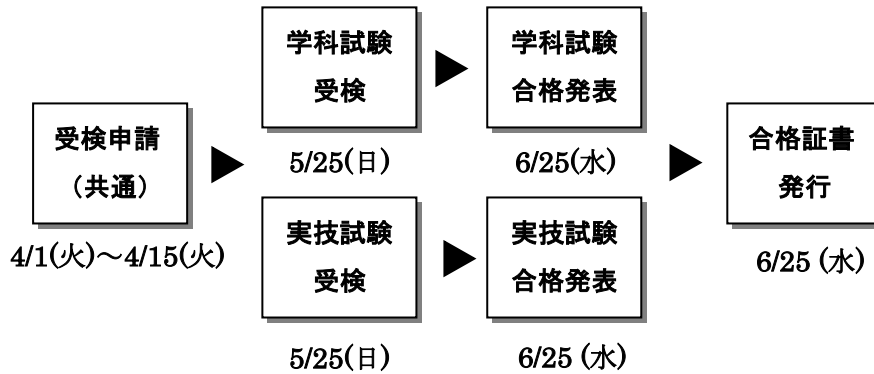 受検申請
（共通）
4/1(火)～4/15(火)
学科試験
受検
5/25(日)
学科試験
合格発表
6/25(水)
実技試験
受検
5/25(日)
実技試験
合格発表
6/25 (水)
合格証書
発行
6/25 (水)